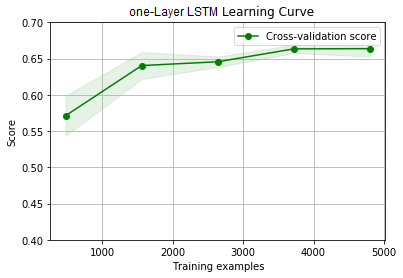 one-Layer LSTM Learning Curve
Cross-validation score
0.70
0.65
0.60
0.55
0.50
0.45
0.40
Score
1000 2000 3000 4000 5000
Training examples